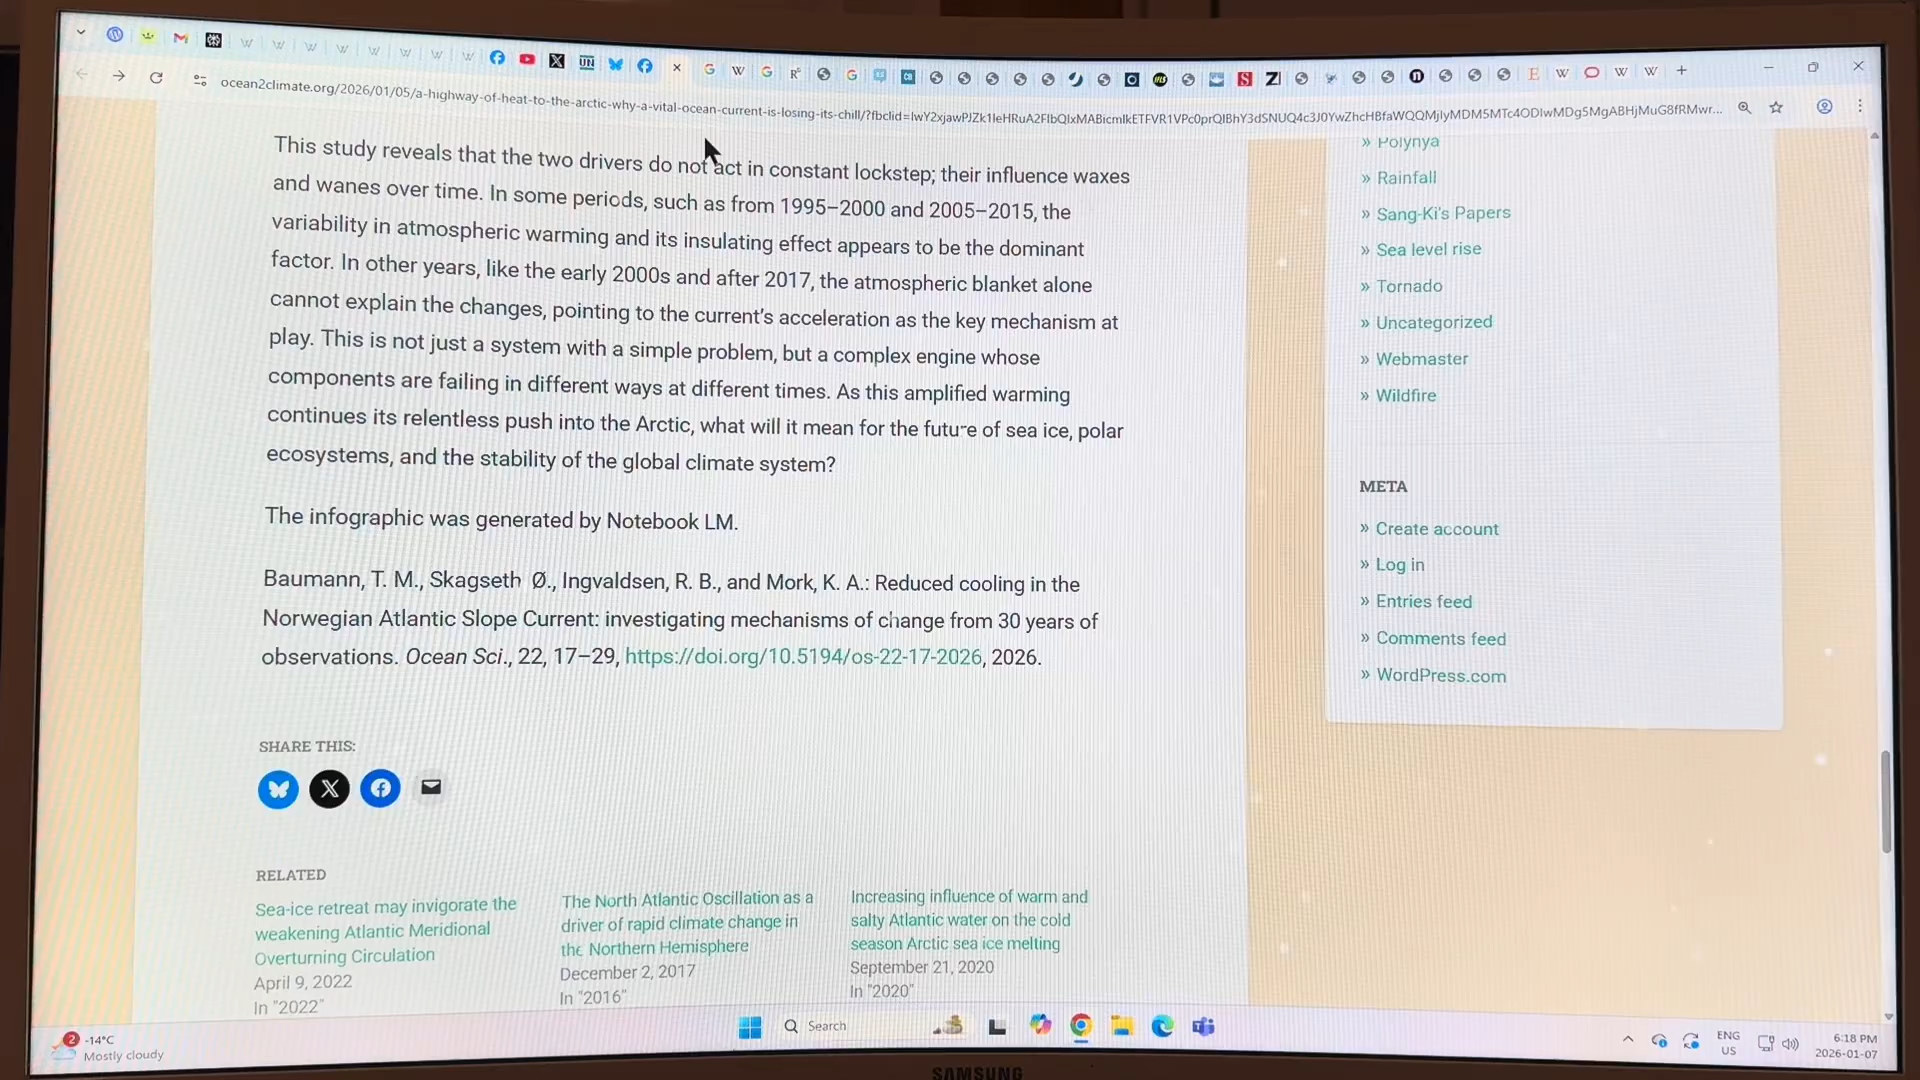 ocean2climate.org/2026/01/05/a-highway-of-heat-to-the-arctic-why-a-vital-ocean-current-is-losing-its-chill/
This study reveals that the two drivers do not act in constant lockstep; their influence waxes
and wanes over time. In some periods, such as from 1995–2000 and 2005–2015, the
variability in atmospheric warming and its insulating effect appears to be the dominant
factor. In other years, like the early 2000s and after 2017, the atmospheric blanket alone
cannot explain the changes, pointing to the current's acceleration as the key mechanism at
play. This is not just a system with a simple problem, but a complex engine whose
components are failing in different ways at different times. As this amplified warming
continues its relentless push into the Arctic, what will it mean for the future of sea ice, polar
ecosystems, and the stability of the global climate system?
The infographic was generated by Notebook LM.
Baumann, T. M., Skagseth Ø., Ingvaldsen, R. B., and Mork, K. A.: Reduced cooling in the
Norwegian Atlantic Slope Current: investigating mechanisms of change from 30 years of
observations. Ocean Sci., 22, 17–29, https://doi.org/10.5194/os-22-17-2026, 2026.
SHARE THIS:
RELATED
Sea-ice retreat may invigorate the
weakening Atlantic Meridional
Overturning Circulation
April 9, 2022
In "2022"
The North Atlantic Oscillation as a
driver of rapid climate change in
the Northern Hemisphere
December 2, 2017
In "2016"
Increasing influence of warm and
salty Atlantic water on the cold
season Arctic sea ice melting
September 21, 2020
In "2020"
» Polynya
» Rainfall
» Sang-Ki's Papers
» Sea level rise
» Tornado
» Uncategorized
» Webmaster
» Wildfire
META
» Create account
» Log in
» Entries feed
» Comments feed
» WordPress.com
2
-14°C
Mostly cloudy
Search
ENG
US
6:18 PM
2026-01-07
SAMSUNG